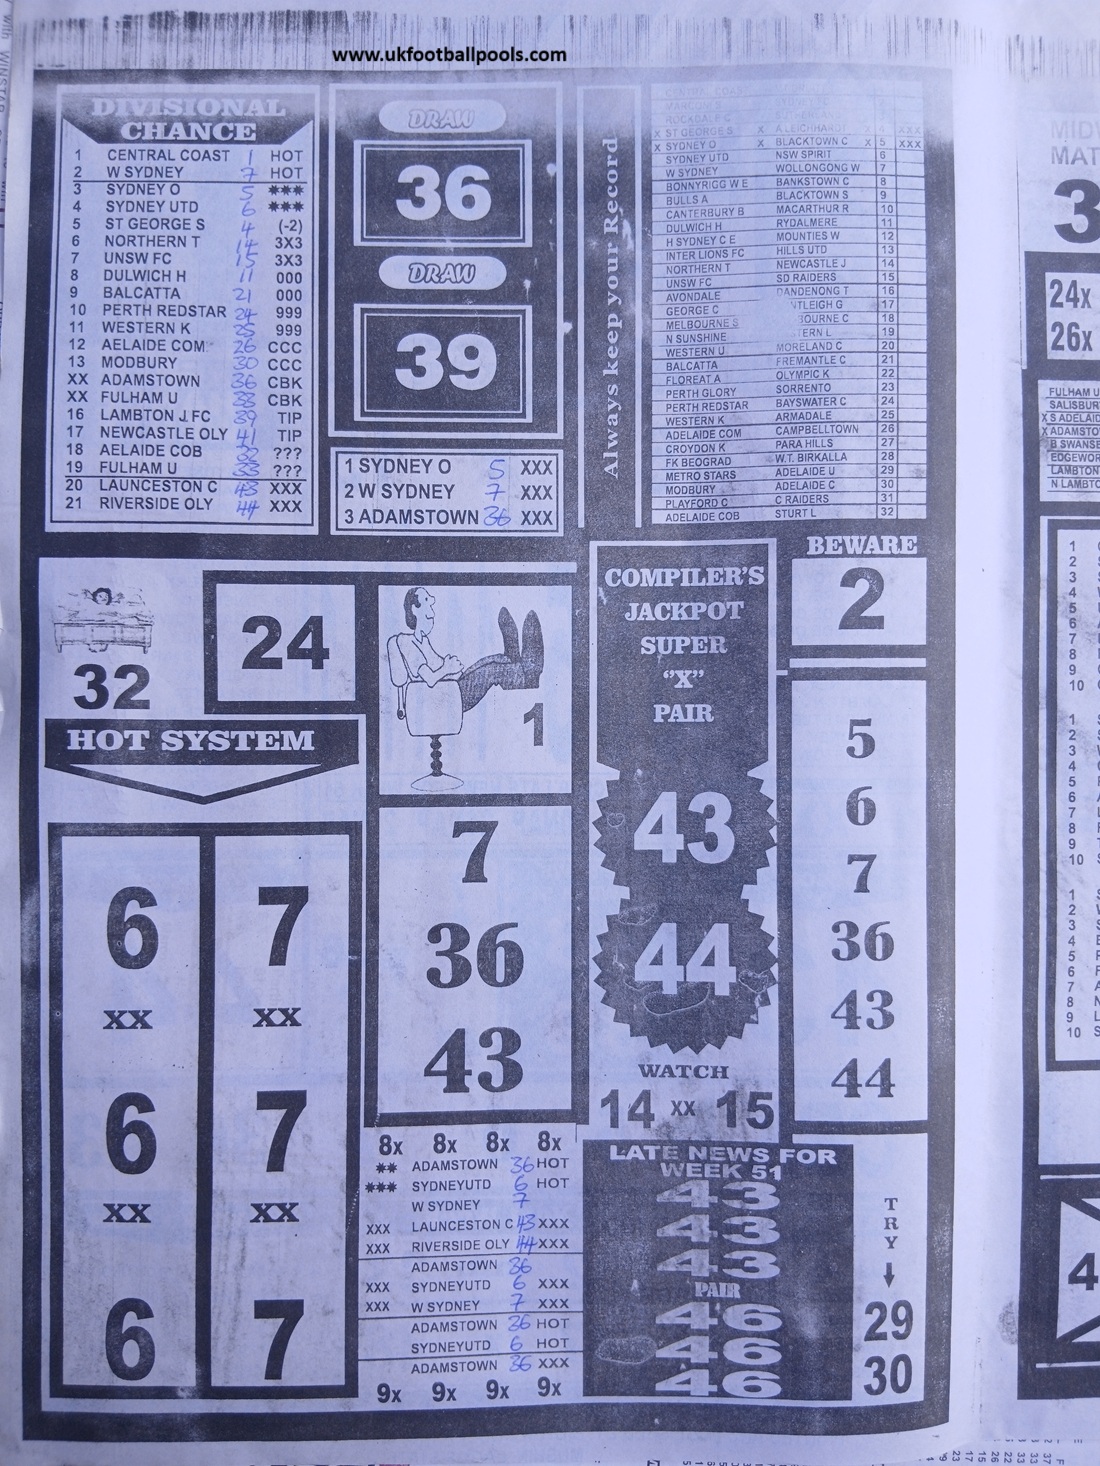 www.ukfootballpools.com
DIVISIONAL
CHANCE
1 CENTRAL COAST 1 HOT
2 W SYDNEY 7 HOT
3 SYDNEY O 5 ***
4 SYDNEY UTD 6 ***
5 ST GEORGE S 4 (-2)
6 NORTHERN T 14 3X3
7 UNSW FC 15 3X3
8 DULWICH H 11 000
9 BALCATTA 21 000
10 PERTH REDSTAR 24 999
11 WESTERN K 25 999
12 AELAIDE COM 26 CCC
13 MODBURY 30 CCC
XX ADAMSTOWN 36 CBK
XX FULHAM U 33 CBK
16 LAMBTON J.FC 39 TIP
17 NEWCASTLE OLY 41 TIP
18 AELAIDE COB 32 ???
19 FULHAM U 33 ???
20 LAUNCESTON C 43 XXX
21 RIVERSIDE OLY 44 XXX
DRAW
36
DRAW
39
1 SYDNEY O 5 XXX
2 W SYDNEY 7 XXX
3 ADAMSTOWN 36 XXX
Always keep your Record
X ST GEORGE S X A LEICHHARDT X 4 XXX
X SYDNEY O X BLACKTOWN C X 5 XXX
SYDNEY UTD NSW SPIRIT 6
W SYDNEY WOLLONGONG W 7
BONNYRIGG W E BANKSTOWN C 8
BULLS A BLACKTOWN S 9
CANTERBURY B MACARTHUR R 10
DULWICH H RYDALMERE 11
H SYDNEY C E MOUNTIES W 12
INTER LIONS FC HILLS UTD 13
NORTHERN T NEWCASTLE J 14
UNSW FC SD RAIDERS 15
AVONDALE DANDENONG T 16
GEORGE C NTLEIGH G 17
MELBOURNE S BOURNE C 18
N SUNSHINE ERN L 19
WESTERN U MORELAND C 20
BALCATTA FREMANTLE C 21
FLOREAT A OLYMPIC K 22
PERTH GLORY SORRENTO 23
PERTH REDSTAR BAYSWATER C 24
WESTERN K ARMADALE 25
ADELAIDE COM CAMPBELLTOWN 26
CROYDON K PARA HILLS 27
FK BEOGRAD W.T. BIRKALLA 28
METRO STARS ADELAIDE U 29
MODBURY ADELAIDE C 30
PLAYFORD C C RAIDERS 31
ADELAIDE COB STURT L 32
32
24
1
HOT SYSTEM
6 7
XX XX
6 7
XX XX
6 7
7
36
43
8x 8x 8x 8x
** ADAMSTOWN 36 HOT
*** SYDNEYUTD 6 HOT
W SYDNEY 7
XXX LAUNCESTON C 43 XXX
XXX RIVERSIDE OLY 44 XXX
ADAMSTOWN 36
XXX SYDNEYUTD 6 XXX
XXX W SYDNEY 7 XXX
ADAMSTOWN 36 HOT
SYDNEYUTD 6 HOT
ADAMSTOWN 36 XXX
9x 9x 9x 9x
COMPILER'S
JACKPOT
SUPER
"X"
PAIR
43
44
WATCH
14 XX 15
LATE NEWS FOR
WEEK 51
43
43
43
PAIR
46
46
46
BEWARE
2
5
6
7
36
43
44
TRY
29
30
3
24x
26x
FULHAM U